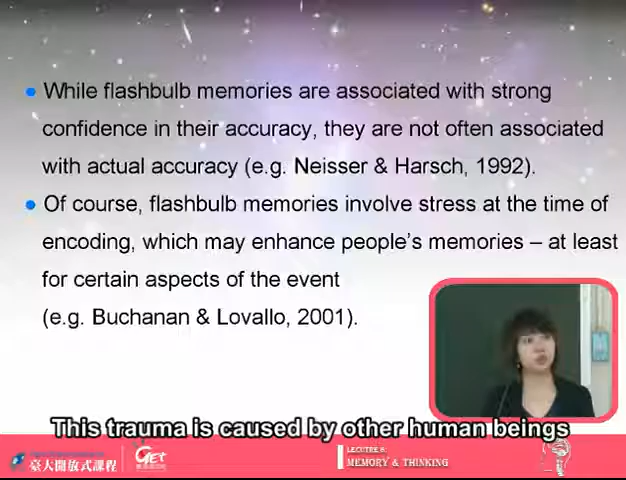 While flashbulb memories are associated with strong
confidence in their accuracy, they are not often associated
with actual accuracy (e.g. Neisser & Harsch, 1992).
Of course, flashbulb memories involve stress at the time of
encoding, which may enhance people's memories – at least
for certain aspects of the event
(e.g. Buchanan & Lovallo, 2001).
This trauma is caused by other human beings
臺大開放式課程
GET
LECUTRE 8:
MEMORY & THINKING